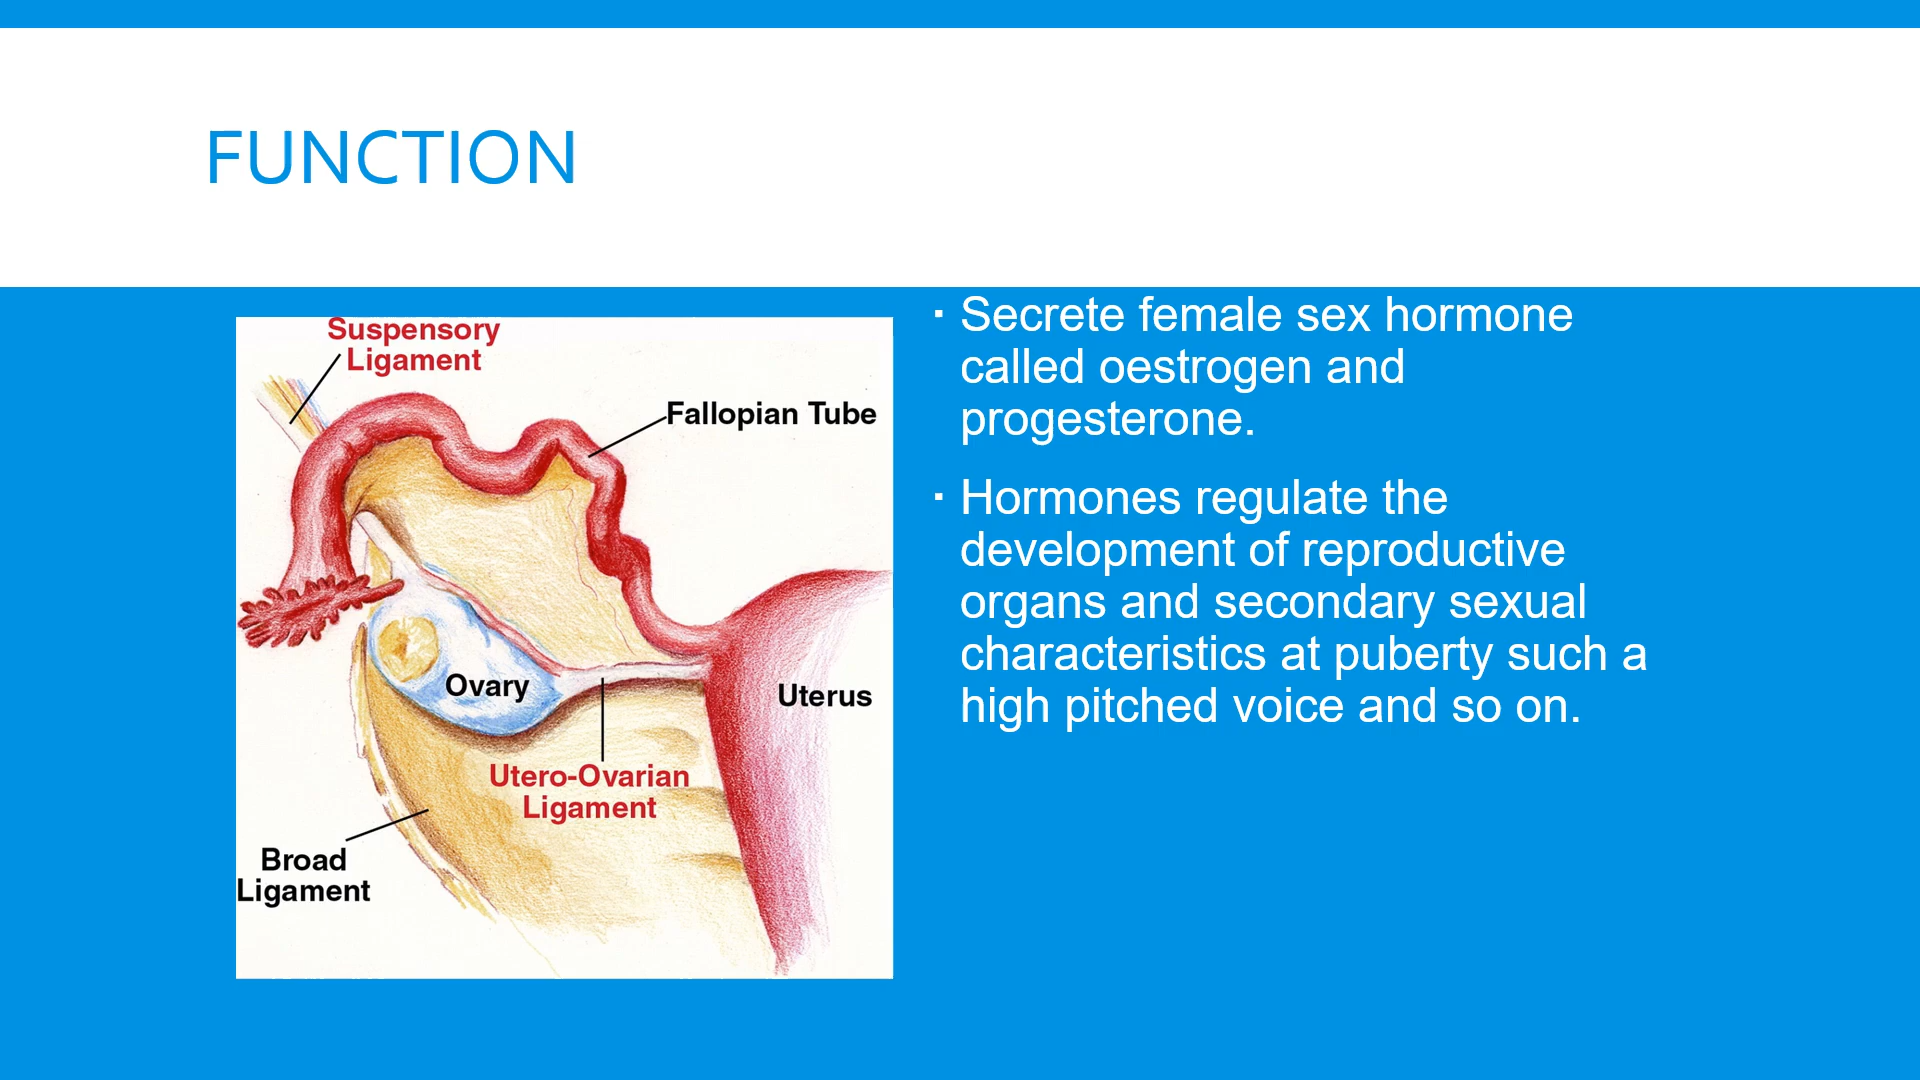 FUNCTION
Suspensory
Ligament
Fallopian Tube
Ovary
Uterus
Utero-Ovarian
Ligament
Broad
Ligament
▪ Secrete female sex hormone
called oestrogen and
progesterone.
▪ Hormones regulate the
development of reproductive
organs and secondary sexual
characteristics at puberty such a
high pitched voice and so on.